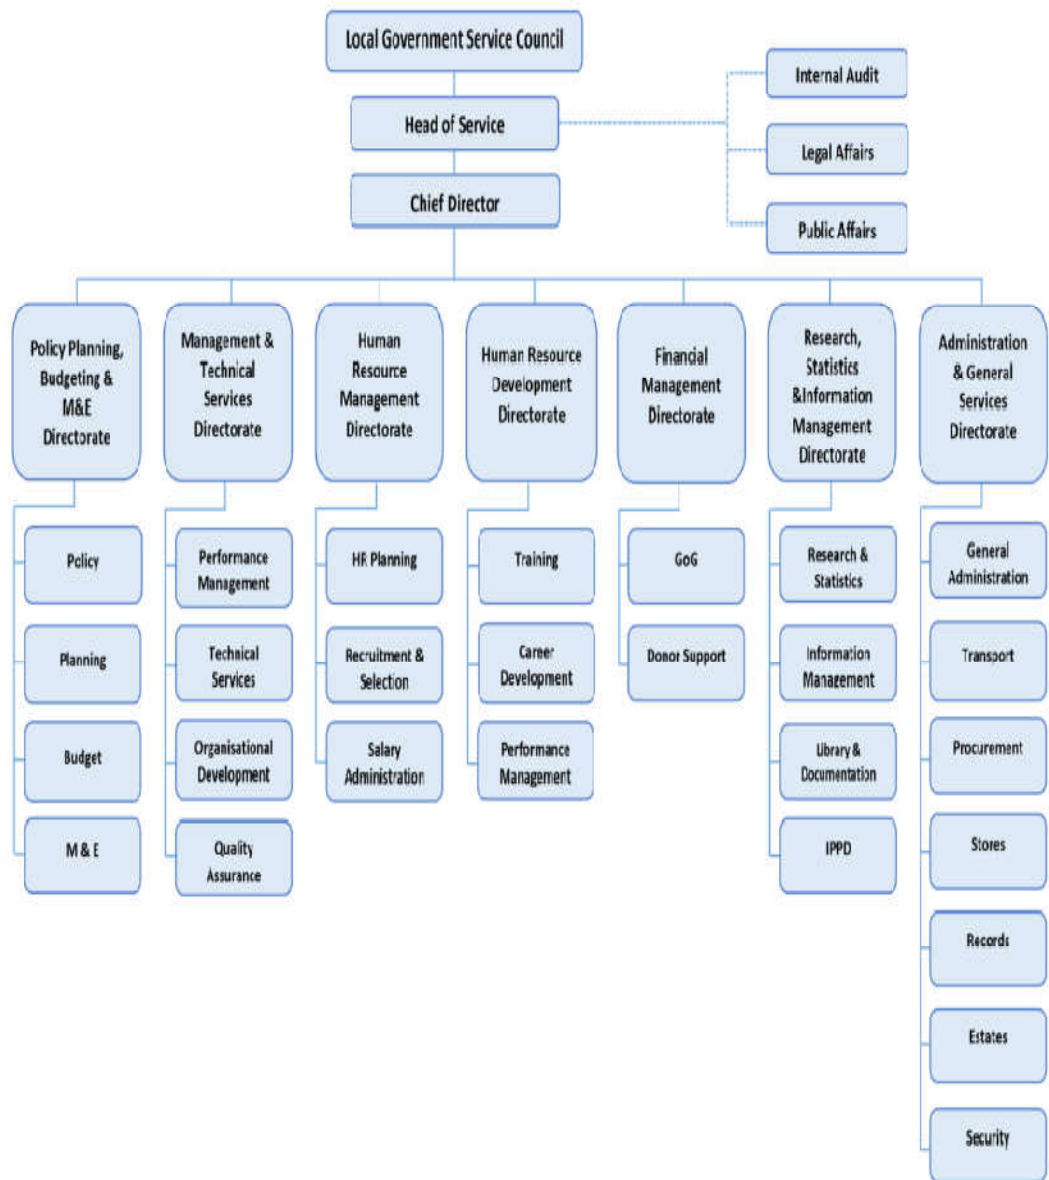 Local Government Service Council
Internal Audit
Head of Service
Legal Affairs
Chief Director
Public Affairs
Policy Planning,
Budgeting &
M&E
Directorate
Management &
Technical
Services
Directorate
Human
Resource
Management
Directorate
Human Resource
Development
Directorate
Financial
Management
Directorate
Research,
Statistics
&Information
Management
Directorate
Administration
& General
Services
Directorate
Policy
Planning
Budget
M & E
Performance
Management
Technical
Services
Organisational
Development
Quality
Assurance
HR Planning
Recruitment &
Selection
Salary
Administration
Training
Career
Development
Performance
Management
GoG
Donor Support
Research &
Statistics
Information
Management
Library &
Documentation
IPPD
General
Administration
Transport
Procurement
Stores
Records
Estates
Security